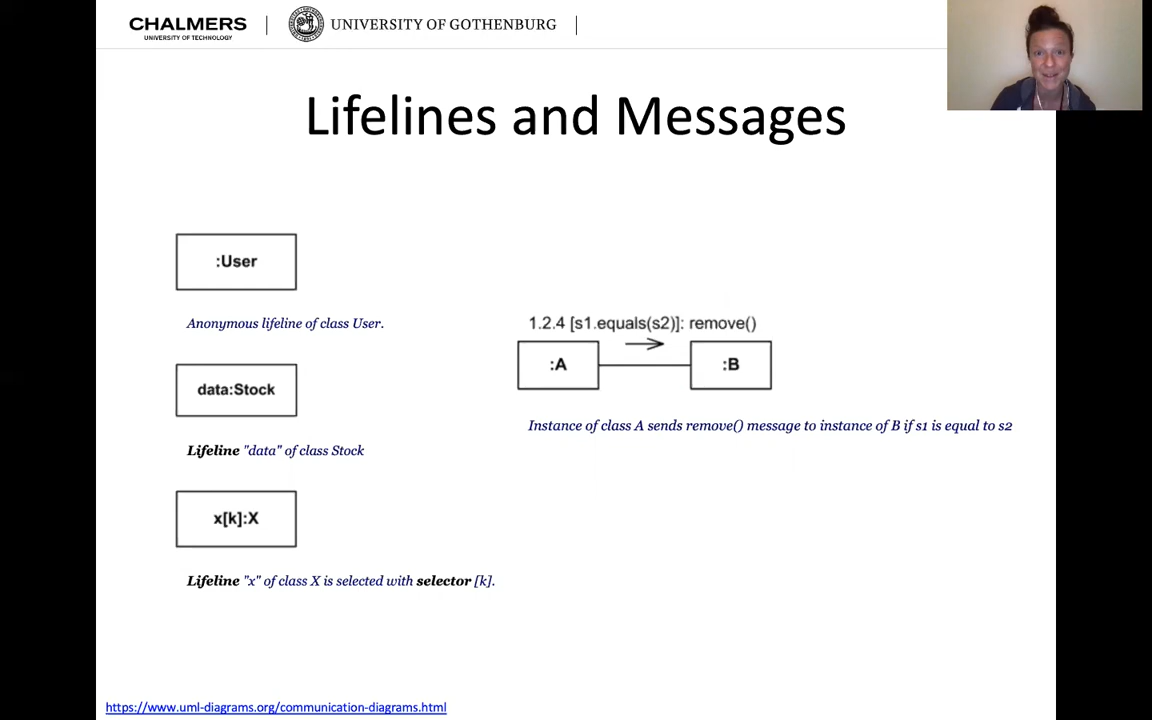 CHALMERS
UNIVERSITY OF TECHNOLOGY
UNIVERSITY OF GOTHENBURG
Lifelines and Messages
:User
Anonymous lifeline of class User.
data:Stock
Lifeline "data" of class Stock
x[k]:X
Lifeline "x" of class X is selected with selector [k].
1.2.4 [s1.equals(s2)]: remove()
:A
:B
Instance of class A sends remove() message to instance of B if s1 is equal to s2
https://www.uml-diagrams.org/communication-diagrams.html